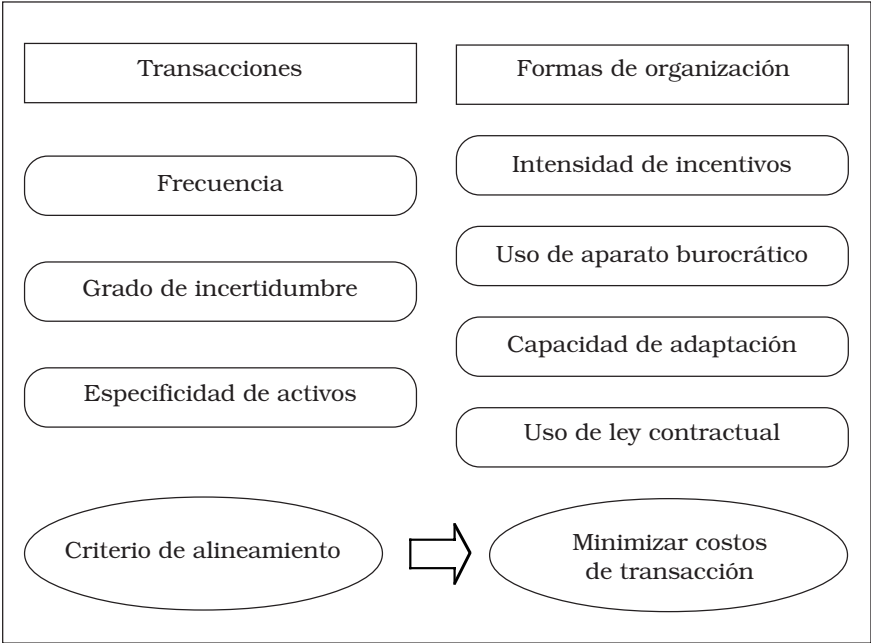 Transacciones
Frecuencia
Grado de incertidumbre
Especificidad de activos
Formas de organización
Intensidad de incentivos
Uso de aparato burocrático
Capacidad de adaptación
Uso de ley contractual
Criterio de alineamiento
Minimizar costos
de transacción